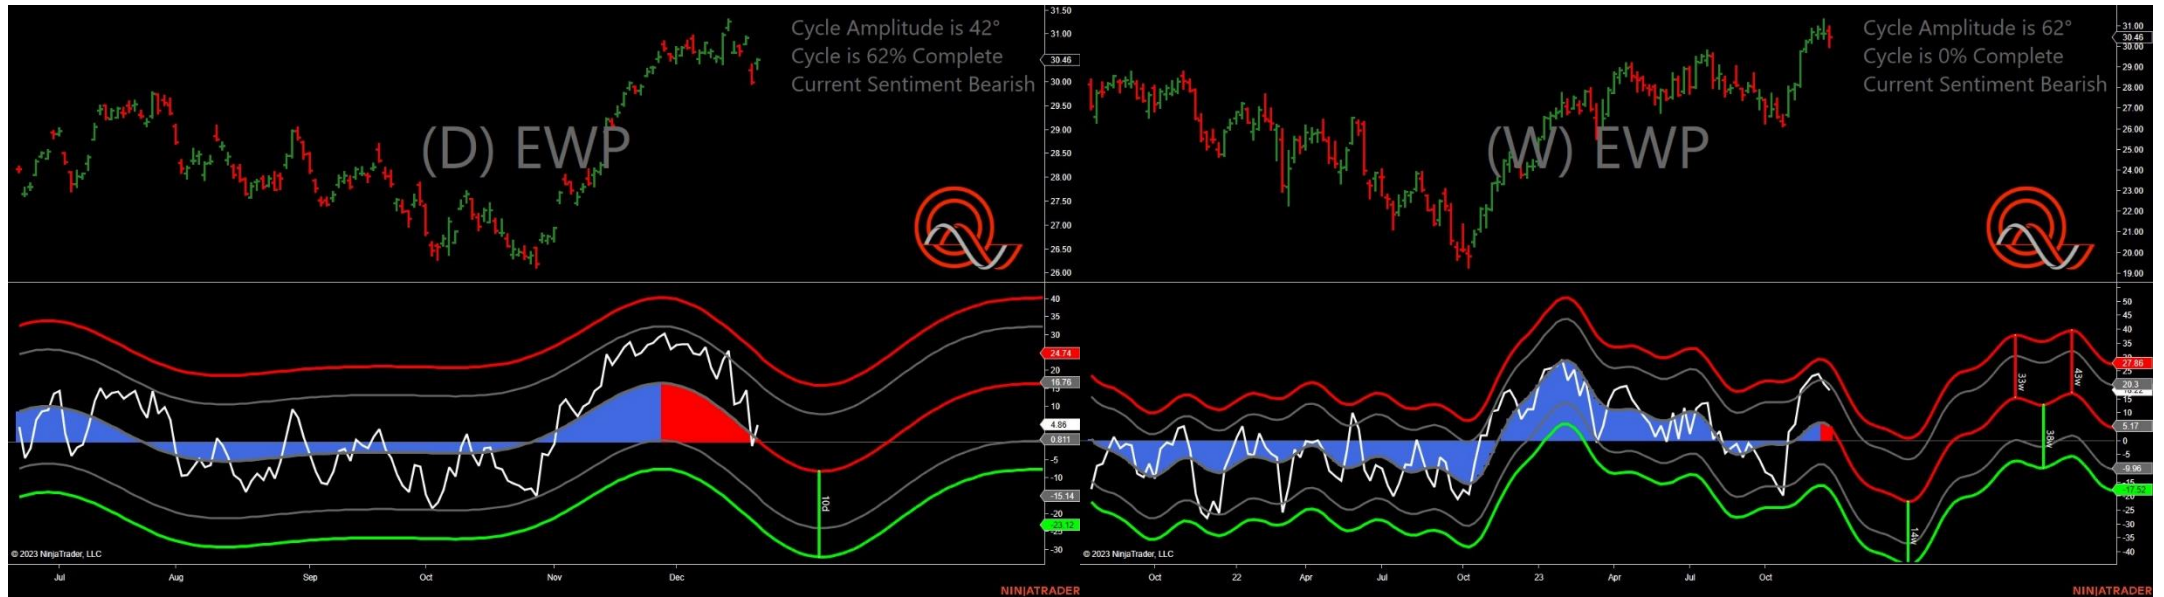 Cycle Amplitude is 42°
Cycle is 62% Complete
Current Sentiment Bearish
(D) EWP
31.50
31.00
30.46
30.00
29.50
29.00
28.50
28.00
27.50
27.00
26.50
26.00
40
35
30
24.74
20
16.76
10
4.86
0.811
-5
-10
-15.14
-20
-23.12
-25
-30
10d
© 2023 NinjaTrader, LLC
Jul
Aug
Sep
Oct
Nov
Dec
NINJATRADER
Cycle Amplitude is 62°
Cycle is 0% Complete
Current Sentiment Bearish
(W) EWP
31.00
30.46
30.00
29.00
28.00
27.00
26.00
25.00
24.00
23.00
22.00
21.00
20.00
19.00
50
45
40
35
27.86
25
20.3
15
10
5.17
0
-5
-9.96
-17.52
-25
-30
-35
-40
33w
43w
38w
14w
© 2023 NinjaTrader, LLC
Oct
22
Apr
Jul
Oct
23
Apr
Jul
Oct
NINJATRADER